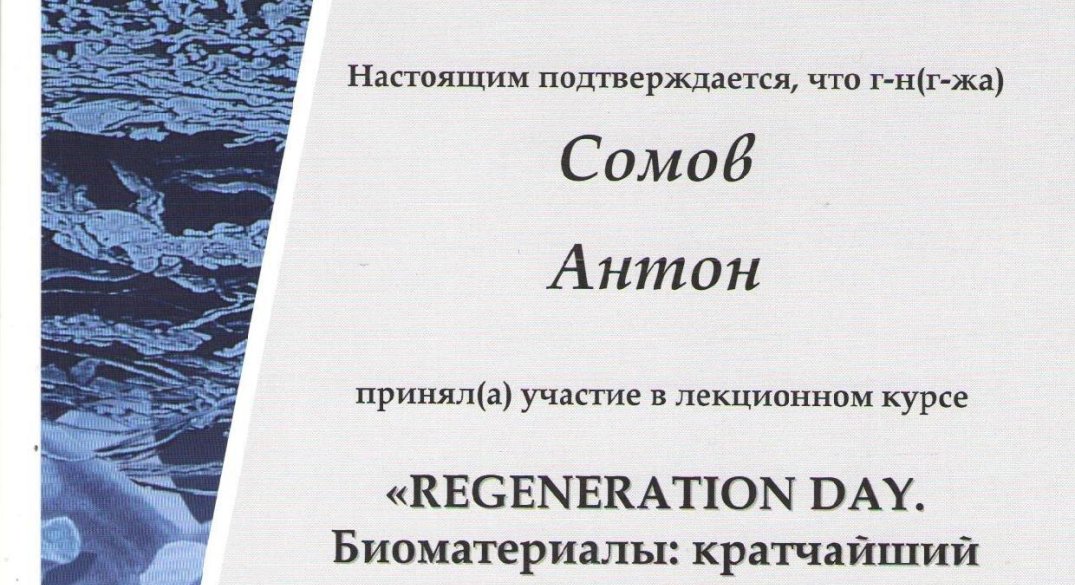 Настоящим подтверждается, что г-н(г-жа)
Сомов
Антон
принял(а) участие в лекционном курсе
«REGENERATION DAY.
Биоматериалы: кратчайший